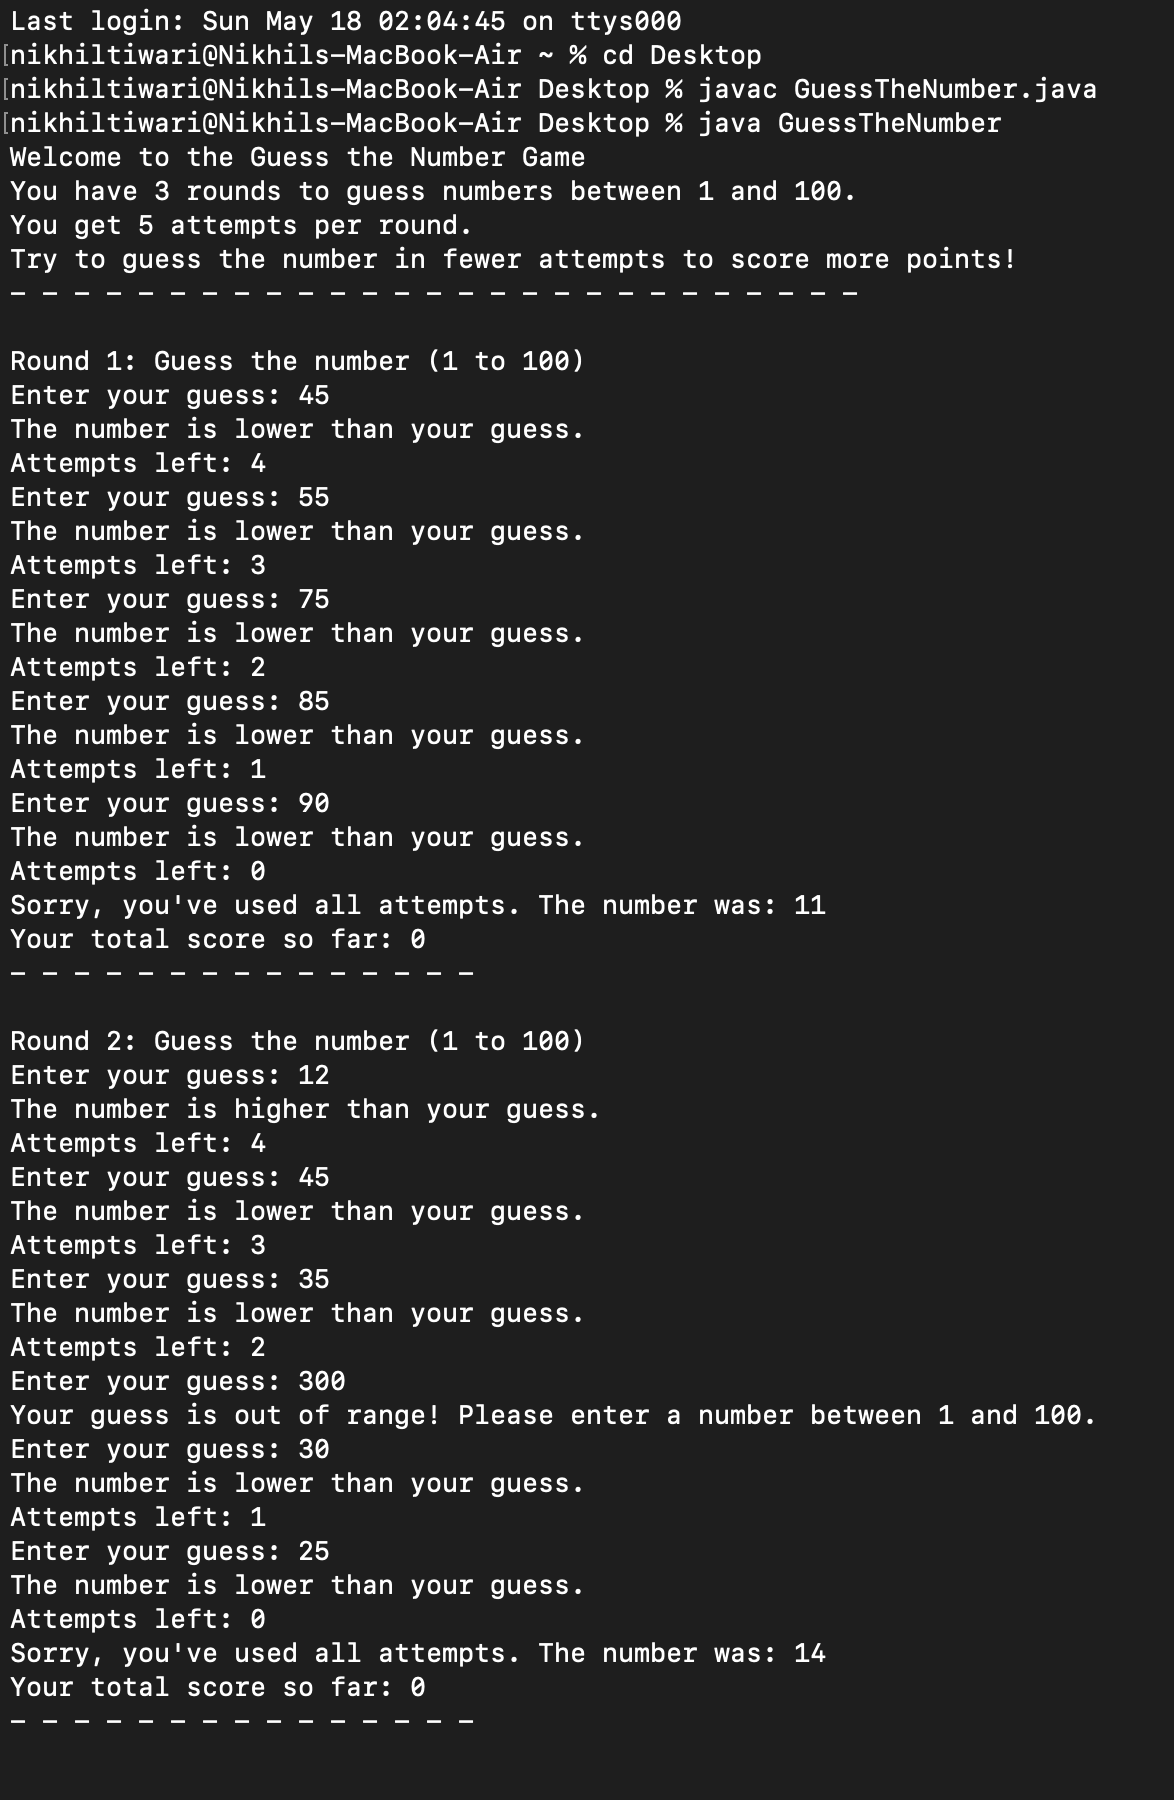 Last login: Sun May 18 02:04:45 on ttys000
[nikhiltiwari@Nikhils-MacBook-Air ~ % cd Desktop
[nikhiltiwari@Nikhils-MacBook-Air Desktop % javac GuessTheNumber.java
[nikhiltiwari@Nikhils-MacBook-Air Desktop % java GuessTheNumber
Welcome to the Guess the Number Game
You have 3 rounds to guess numbers between 1 and 100.
You get 5 attempts per round.
Try to guess the number in fewer attempts to score more points!
- - - - - - - - - - - - - - - - - - - - - - - - - - -
Round 1: Guess the number (1 to 100)
Enter your guess: 45
The number is lower than your guess.
Attempts left: 4
Enter your guess: 55
The number is lower than your guess.
Attempts left: 3
Enter your guess: 75
The number is lower than your guess.
Attempts left: 2
Enter your guess: 85
The number is lower than your guess.
Attempts left: 1
Enter your guess: 90
The number is lower than your guess.
Attempts left: 0
Sorry, you've used all attempts. The number was: 11
Your total score so far: 0
- - - - - - - - - - - - - - -
Round 2: Guess the number (1 to 100)
Enter your guess: 12
The number is higher than your guess.
Attempts left: 4
Enter your guess: 45
The number is lower than your guess.
Attempts left: 3
Enter your guess: 35
The number is lower than your guess.
Attempts left: 2
Enter your guess: 300
Your guess is out of range! Please enter a number between 1 and 100.
Enter your guess: 30
The number is lower than your guess.
Attempts left: 1
Enter your guess: 25
The number is lower than your guess.
Attempts left: 0
Sorry, you've used all attempts. The number was: 14
Your total score so far: 0
- - - - - - - - - - - - - - -